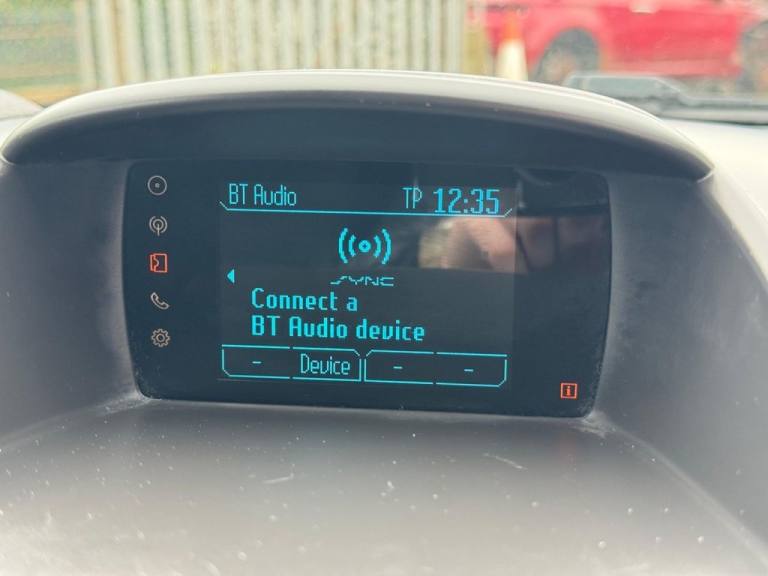 BT Audio TP 12:35
SYNC
Connect a
BT Audio device
- Device - -
i